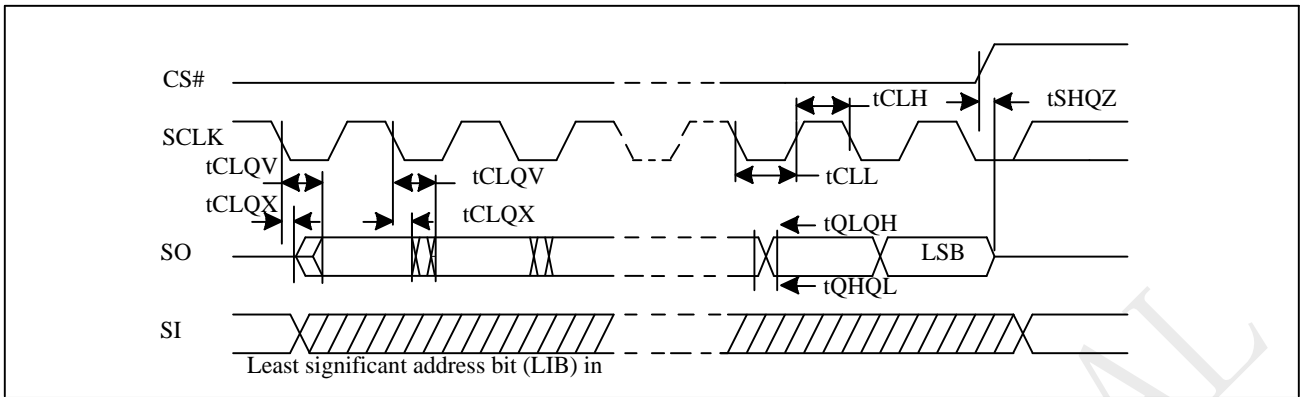 CS#
tCLH
tSHQZ
SCLK
tCLQV
tCLQV
tCLL
tCLQX
tCLQX
tQLQH
SO
LSB
tQHQL
SI
Least significant address bit (LIB) in
AL